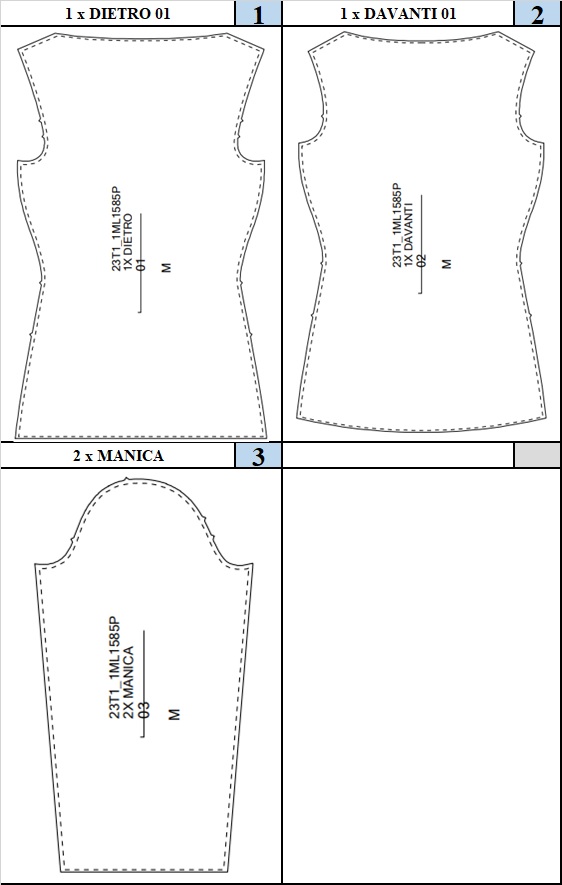 1 x DIETRO 01
1
1 x DAVANTI 01
2
23T1_1ML1585P
1X DIETRO
01
M
23T1_1ML1585P
1X DAVANTI
02
M
2 x MANICA
3
23T1_1ML1585P
2X MANICA
03
M